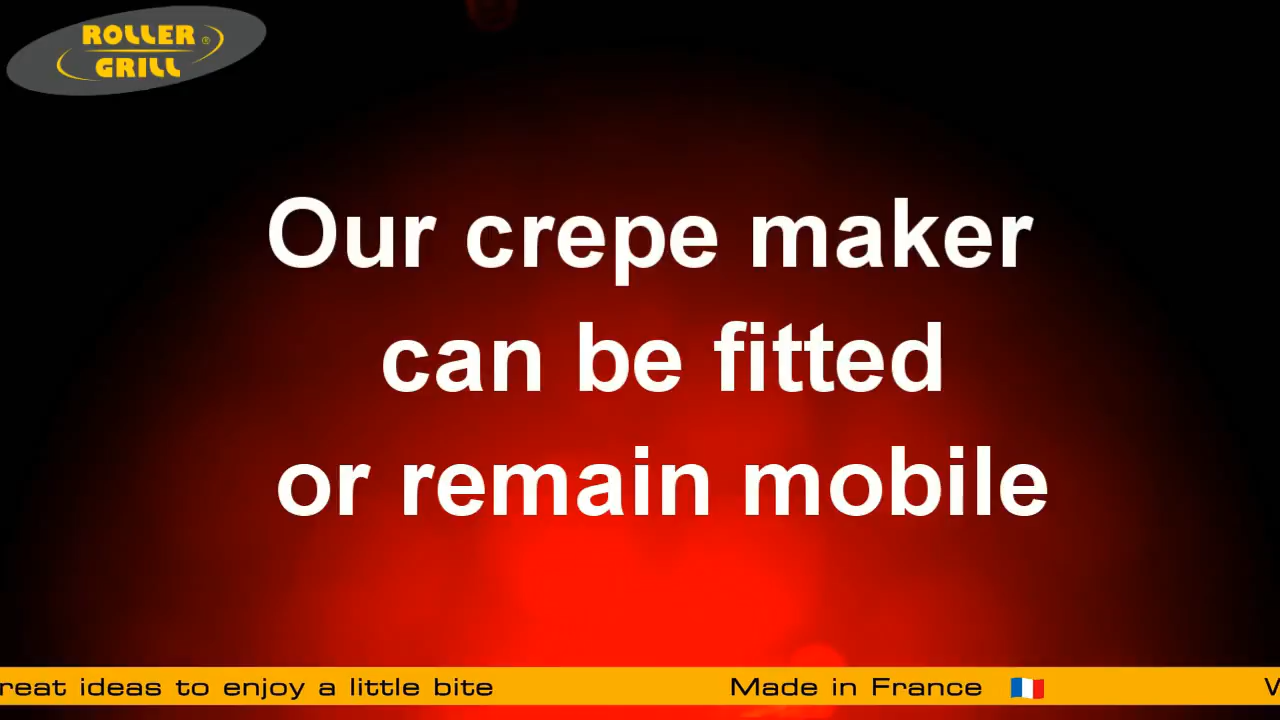 ROLLER ®
GRILL
Our crepe maker
can be fitted
or remain mobile
reat ideas to enjoy a little bite Made in France